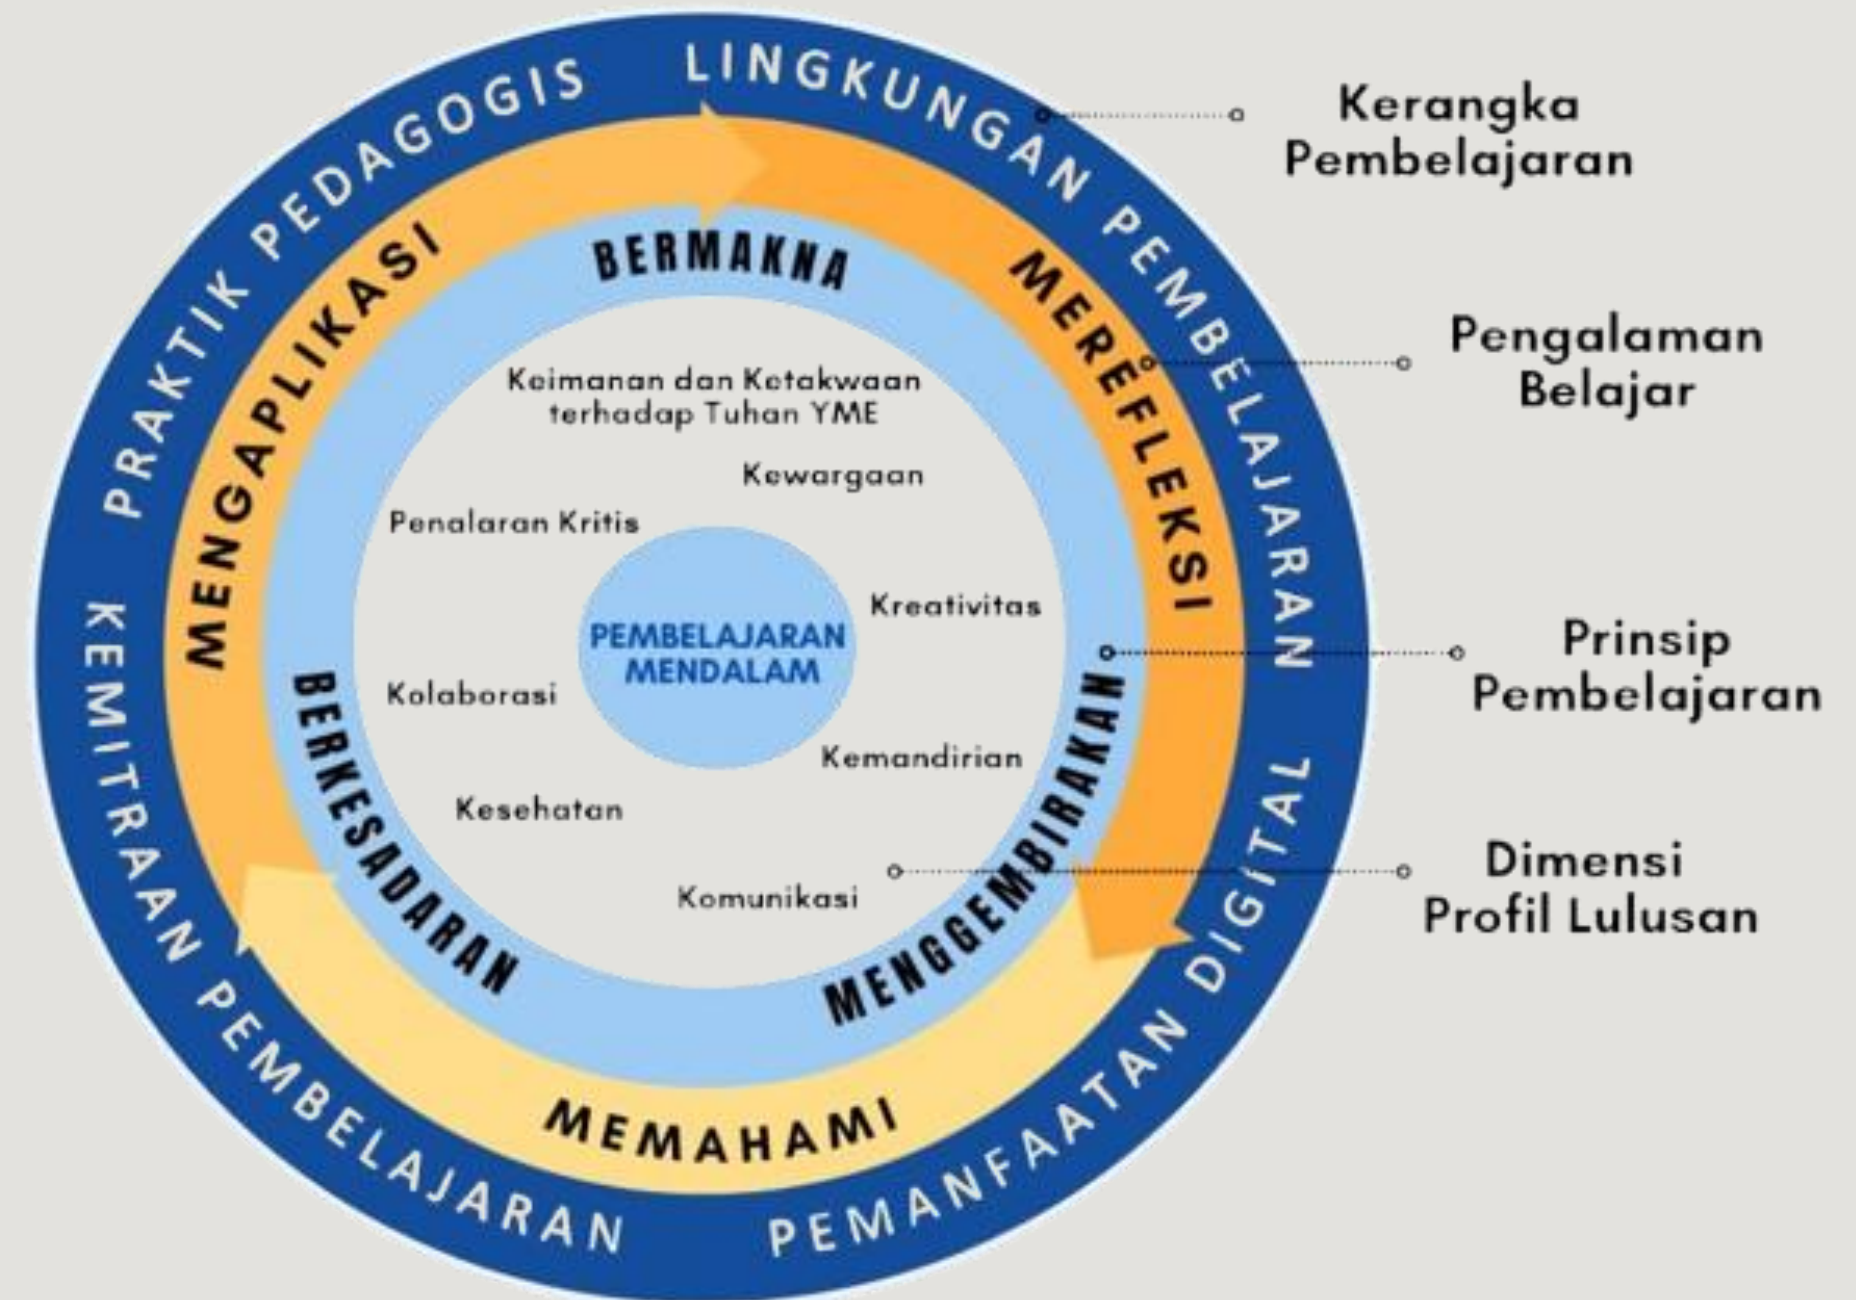 PRAKTIK PEDAGOGIS
LINGKUNGAN PEMBELAJARAN
PEMANFAATAN DIGITAL
KEMITRAAN PEMBELAJARAN
MENGAPLIKASI
MEREFLEKSI
MEMAHAMI
BERMAKNA
BERKESADARAN
MENGGEMBIRAKAN
Keimanan dan Ketakwaan
terhadap Tuhan YME
Kewargaan
Penalaran Kritis
Kreativitas
PEMBELAJARAN
MENDALAM
Kolaborasi
Kemandirian
Kesehatan
Komunikasi
Kerangka
Pembelajaran
Pengalaman
Belajar
Prinsip
Pembelajaran
Dimensi
Profil Lulusan